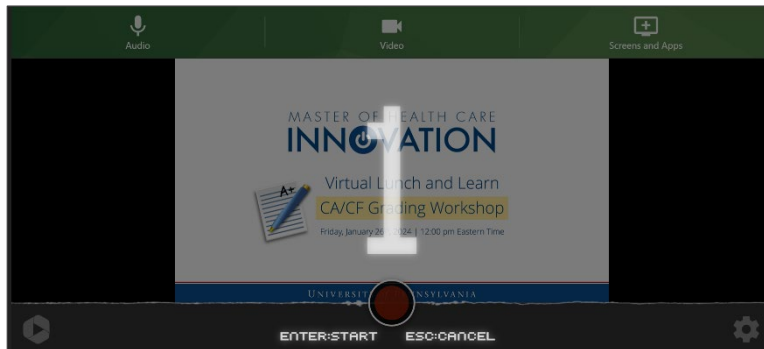 Audio
Video
Screens and Apps
MASTER OF HEALTH CARE
INNOVATION
1
A+
Virtual Lunch and Learn
CA/CF Grading Workshop
Friday, January 26, 2024 | 12:00 pm Eastern Time
ENTER:START ESC:CANCEL